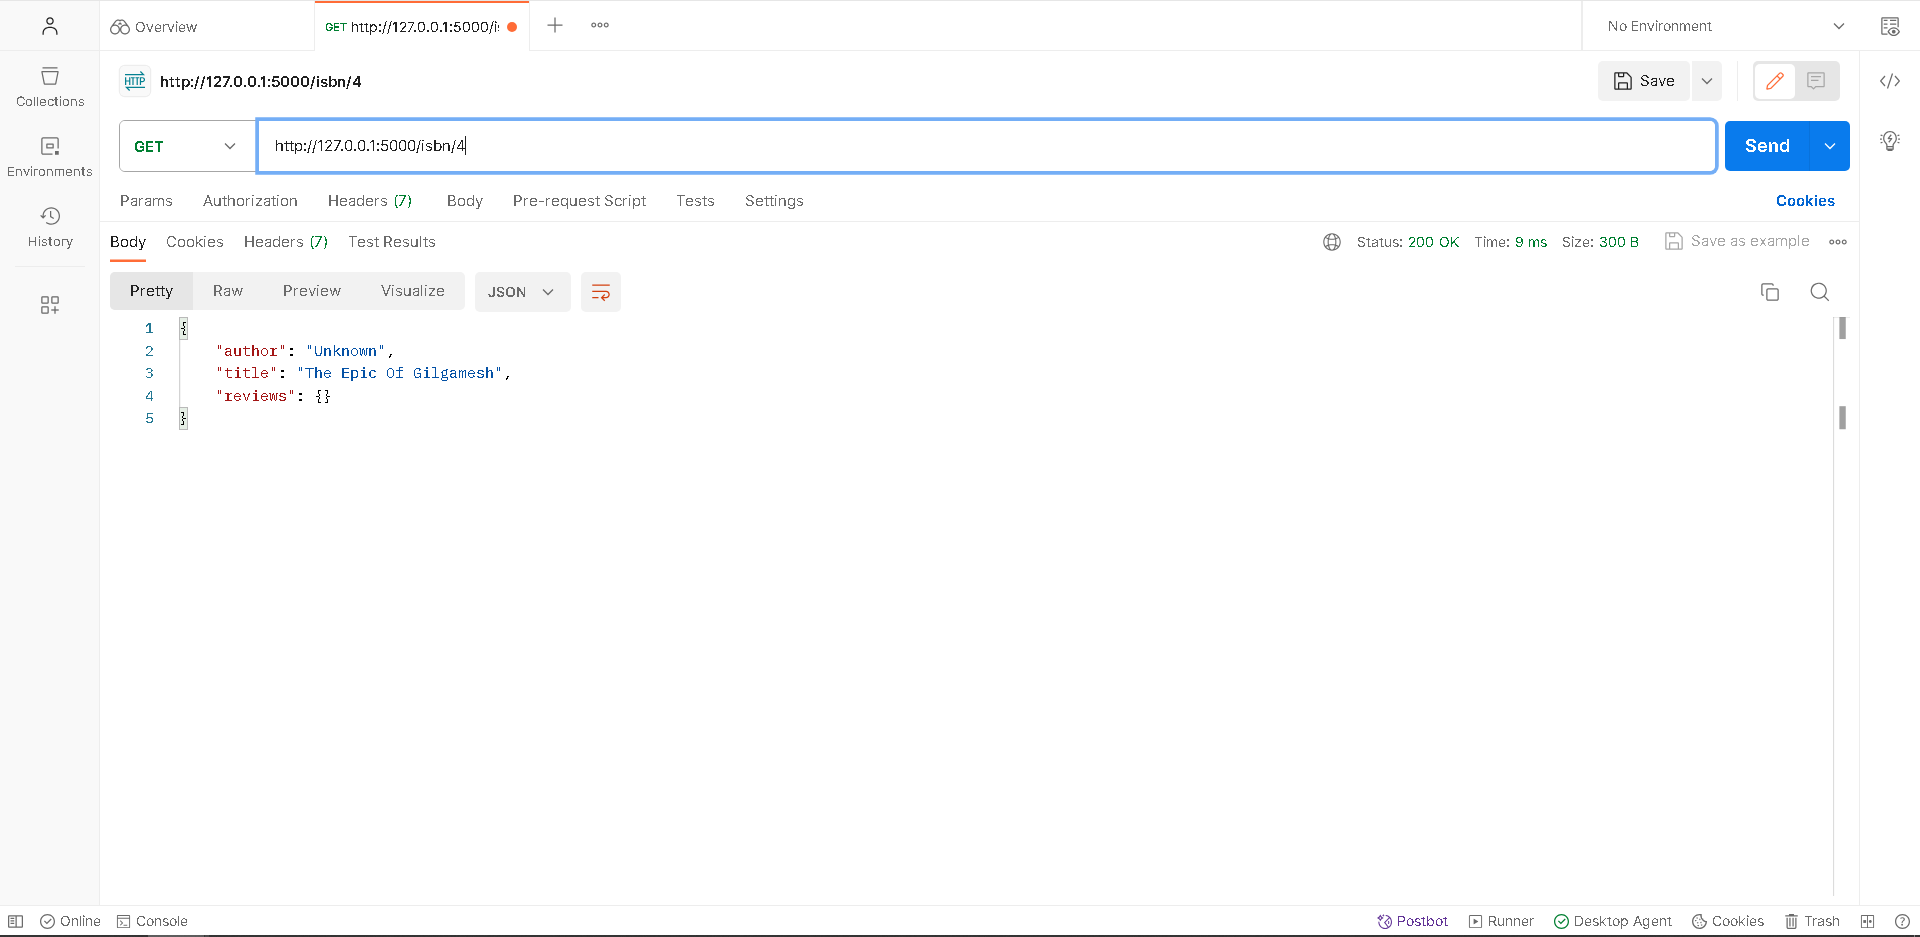 Overview
GET http://127.0.0.1:5000/i
No Environment
HTTP http://127.0.0.1:5000/isbn/4
Save
Collections
Environments
History
GET http://127.0.0.1:5000/isbn/4
Send
Params Authorization Headers (7) Body Pre-request Script Tests Settings
Cookies
Body Cookies Headers (7) Test Results
Status: 200 OK Time: 9 ms Size: 300 B Save as example
Pretty Raw Preview Visualize JSON
1 {
2 "author": "Unknown",
3 "title": "The Epic Of Gilgamesh",
4 "reviews": {}
5 }
Online Console
Postbot Runner Desktop Agent Cookies Trash